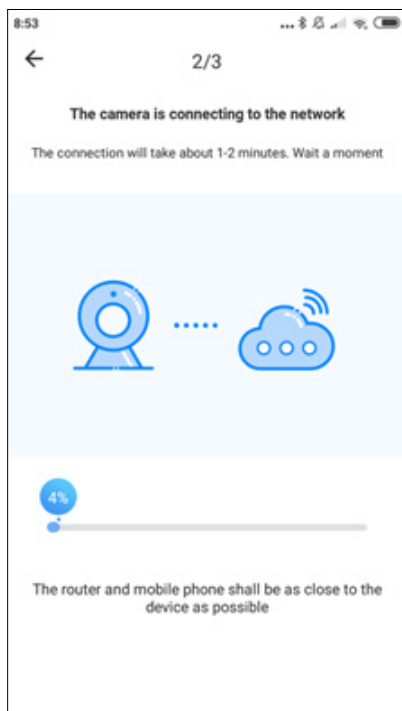 8:53
2/3
The camera is connecting to the network
The connection will take about 1-2 minutes. Wait a moment
4%
The router and mobile phone shall be as close to the
device as possible